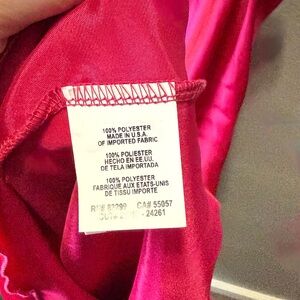 100% POLYESTER
MADE IN U.S.A.
OF IMPORTED FABRIC
100% POLIESTER
HECHO EN EE.UU.
DE TELA IMPORTADA
100% POLYESTER
FABRIQUE AUX ETATS-UNIS
DE TISSU IMPORTE
CA# 55057
- 24261